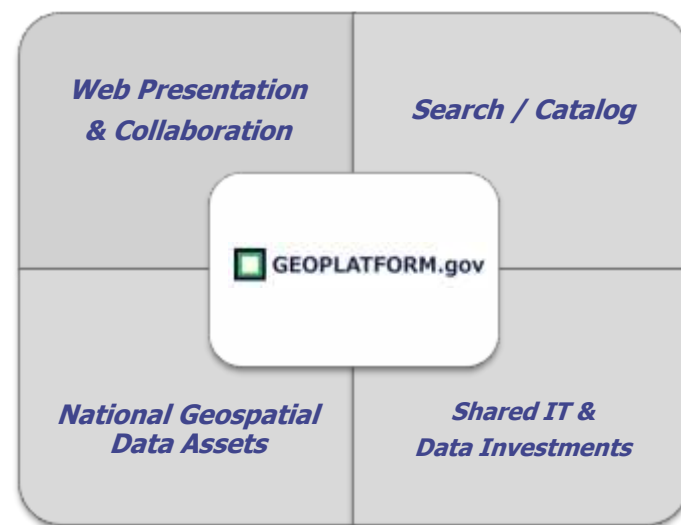 Web Presentation
& Collaboration
Search / Catalog
GEOPLATFORM.gov
National Geospatial
Data Assets
Shared IT &
Data Investments